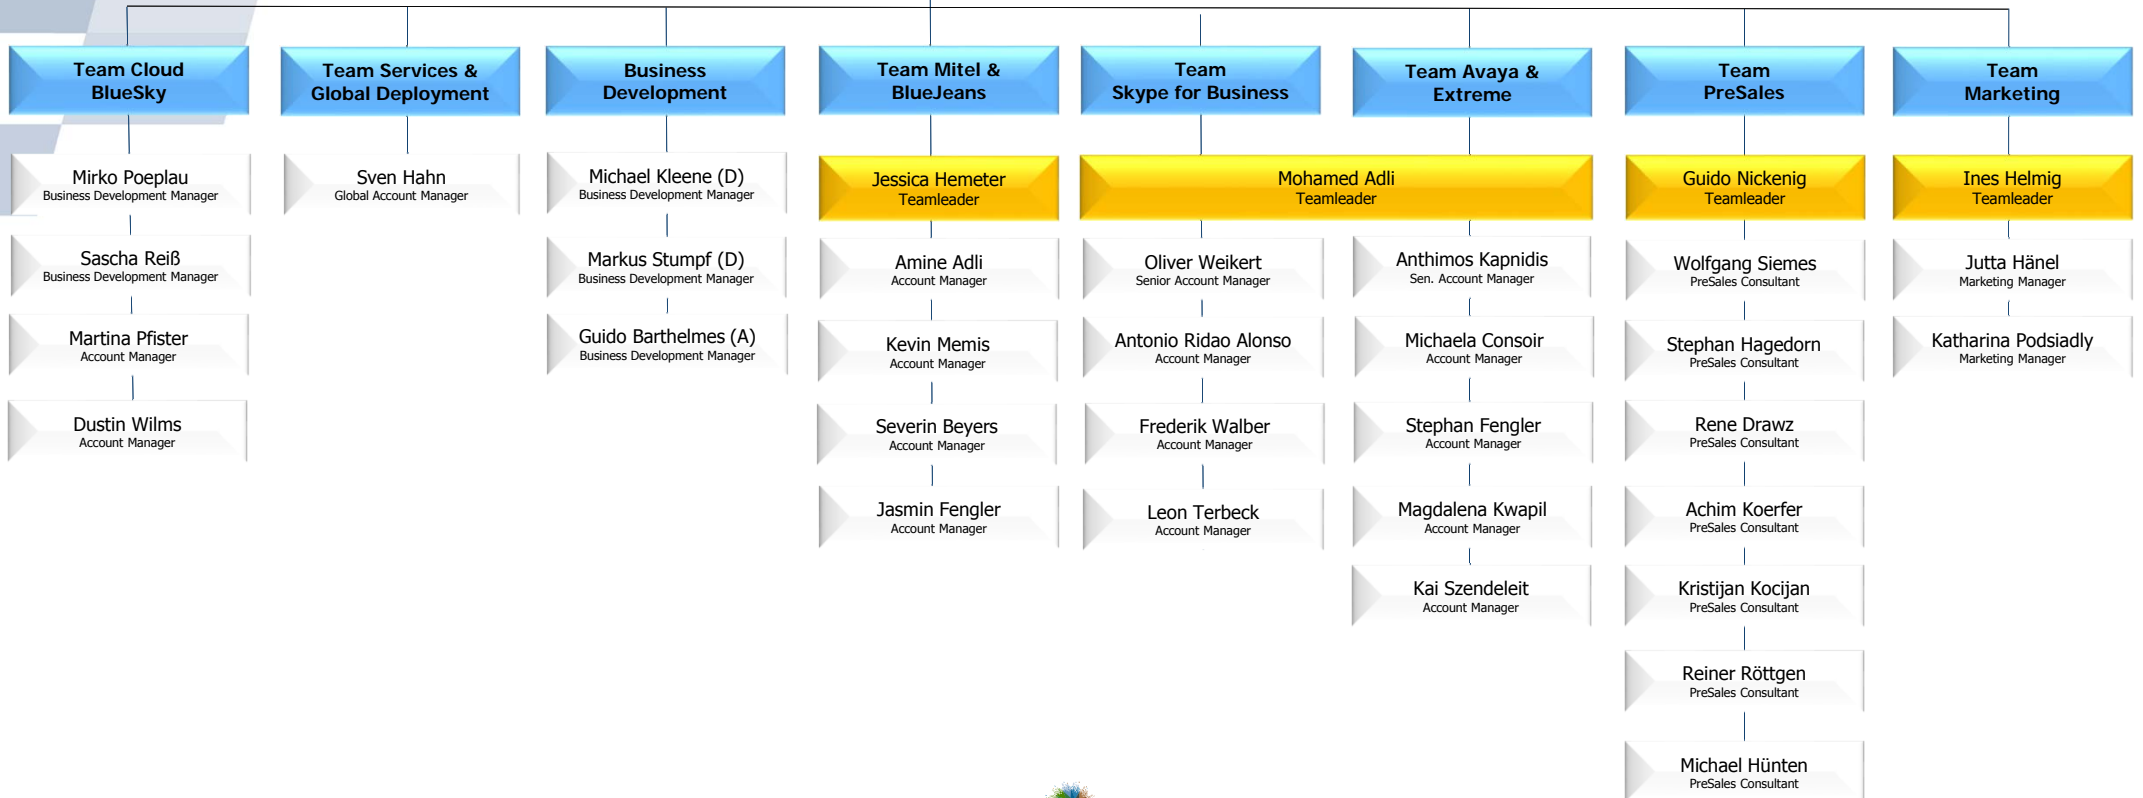 Team Cloud
BlueSky
Mirko Poeplau
Business Development Manager
Sascha Reiß
Business Development Manager
Martina Pfister
Account Manager
Dustin Wilms
Account Manager
Team Services &
Global Deployment
Sven Hahn
Global Account Manager
Business
Development
Michael Kleene (D)
Business Development Manager
Markus Stumpf (D)
Business Development Manager
Guido Barthelmes (A)
Business Development Manager
Team Mitel &
BlueJeans
Jessica Hemeter
Teamleader
Amine Adli
Account Manager
Kevin Memis
Account Manager
Severin Beyers
Account Manager
Jasmin Fengler
Account Manager
Team
Skype for Business
Team Avaya &
Extreme
Mohamed Adli
Teamleader
Oliver Weikert
Senior Account Manager
Antonio Ridao Alonso
Account Manager
Frederik Walber
Account Manager
Leon Terbeck
Account Manager
Anthimos Kapnidis
Sen. Account Manager
Michaela Consoir
Account Manager
Stephan Fengler
Account Manager
Magdalena Kwapil
Account Manager
Kai Szendeleit
Account Manager
Team
PreSales
Guido Nickenig
Teamleader
Wolfgang Siemes
PreSales Consultant
Stephan Hagedorn
PreSales Consultant
Rene Drawz
PreSales Consultant
Achim Koerfer
PreSales Consultant
Kristijan Kocijan
PreSales Consultant
Reiner Röttgen
PreSales Consultant
Michael Hünten
PreSales Consultant
Team
Marketing
Ines Helmig
Teamleader
Jutta Hänel
Marketing Manager
Katharina Podsiadly
Marketing Manager